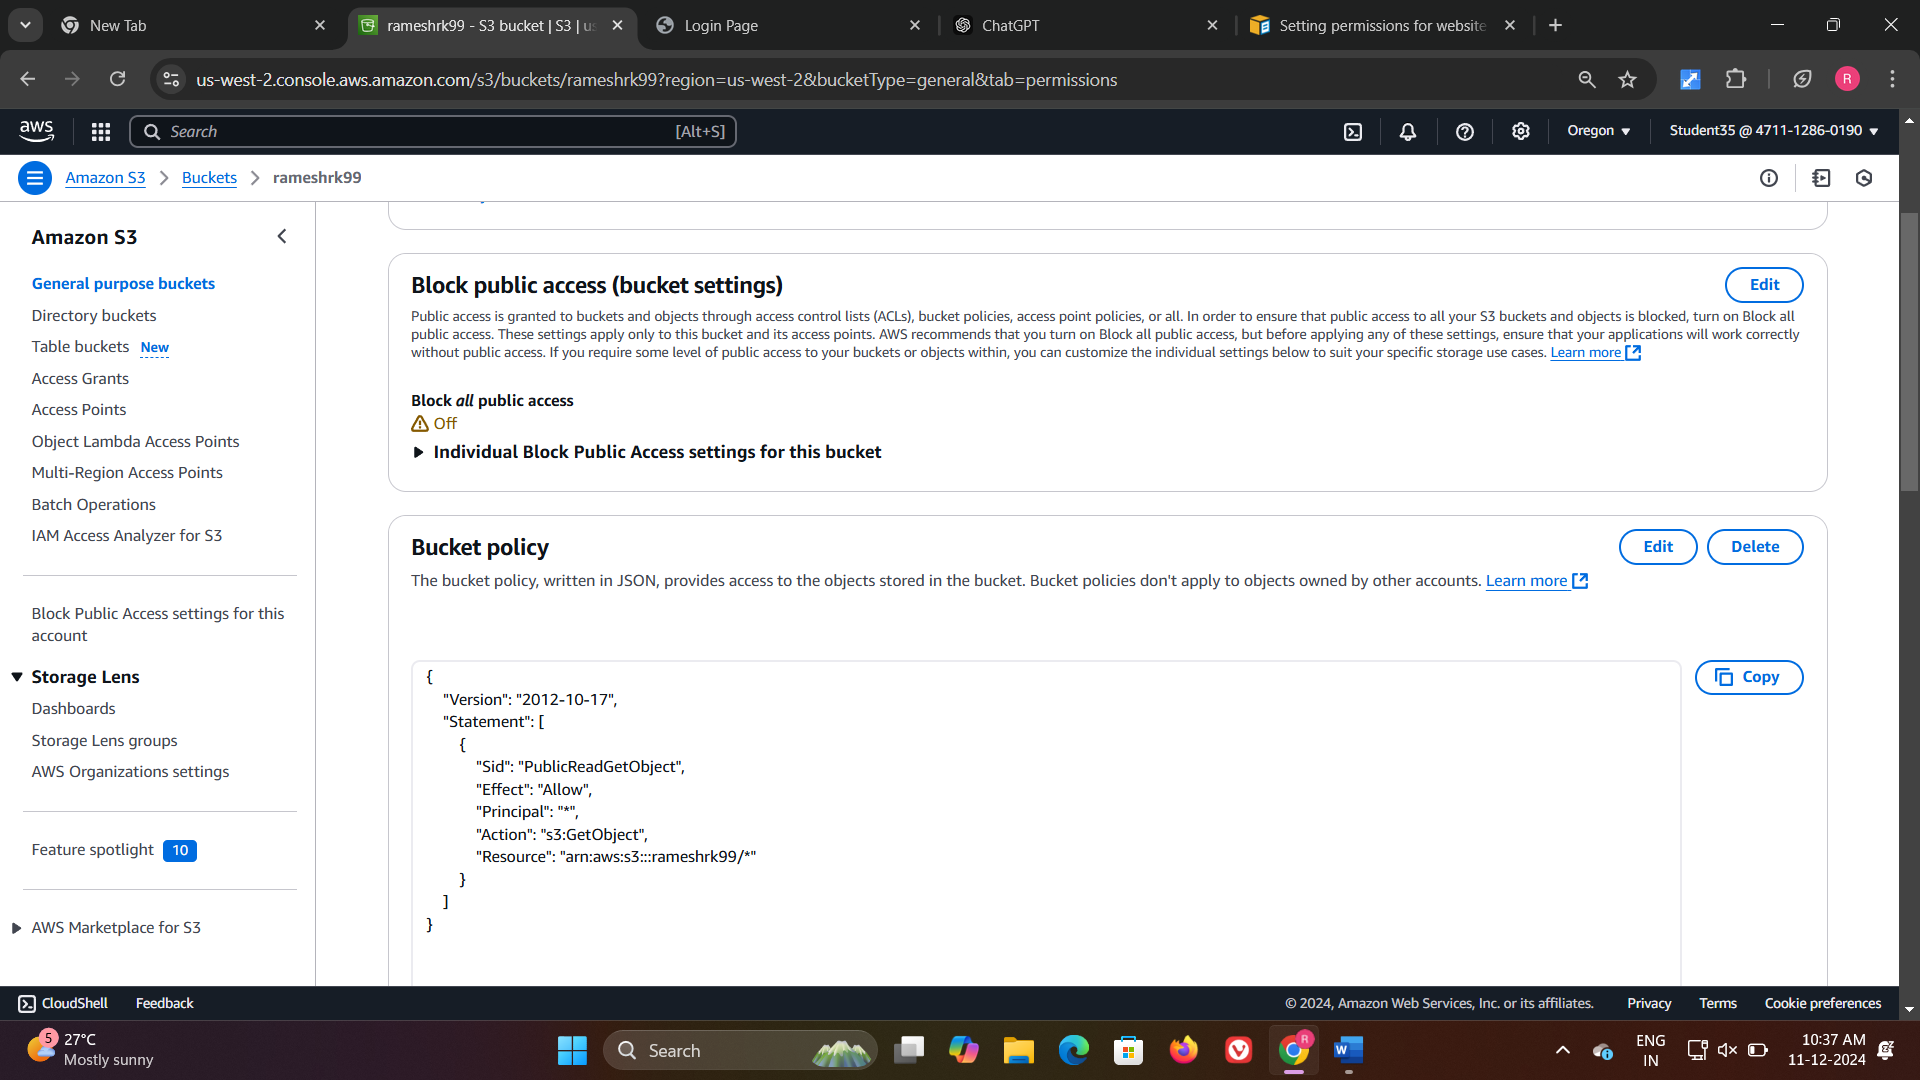 New Tab
rameshrk99 - S3 bucket | S3 | us
Login Page
ChatGPT
Setting permissions for website
us-west-2.console.aws.amazon.com/s3/buckets/rameshrk99?region=us-west-2&bucketType=general&tab=permissions
R
aws
Search
[Alt+S]
Oregon
Student35 @ 4711-1286-0190
Amazon S3
Buckets
rameshrk99
Amazon S3
General purpose buckets
Directory buckets
Table buckets New
Access Grants
Access Points
Object Lambda Access Points
Multi-Region Access Points
Batch Operations
IAM Access Analyzer for S3
Block Public Access settings for this
account
Storage Lens
Dashboards
Storage Lens groups
AWS Organizations settings
Feature spotlight 10
AWS Marketplace for S3
Block public access (bucket settings)
Edit
Public access is granted to buckets and objects through access control lists (ACLs), bucket policies, access point policies, or all. In order to ensure that public access to all your S3 buckets and objects is blocked, turn on Block all
public access. These settings apply only to this bucket and its access points. AWS recommends that you turn on Block all public access, but before applying any of these settings, ensure that your applications will work correctly
without public access. If you require some level of public access to your buckets or objects within, you can customize the individual settings below to suit your specific storage use cases. Learn more
Block all public access
Off
Individual Block Public Access settings for this bucket
Bucket policy
Edit
Delete
The bucket policy, written in JSON, provides access to the objects stored in the bucket. Bucket policies don't apply to objects owned by other accounts. Learn more
Copy
{
"Version": "2012-10-17",
"Statement": [
{
"Sid": "PublicReadGetObject",
"Effect": "Allow",
"Principal": "*",
"Action": "s3:GetObject",
"Resource": "arn:aws:s3:::rameshrk99/*"
}
]
}
CloudShell
Feedback
© 2024, Amazon Web Services, Inc. or its affiliates.
Privacy
Terms
Cookie preferences
5
27°C
Mostly sunny
Search
R
W
ENG
IN
10:37 AM
11-12-2024